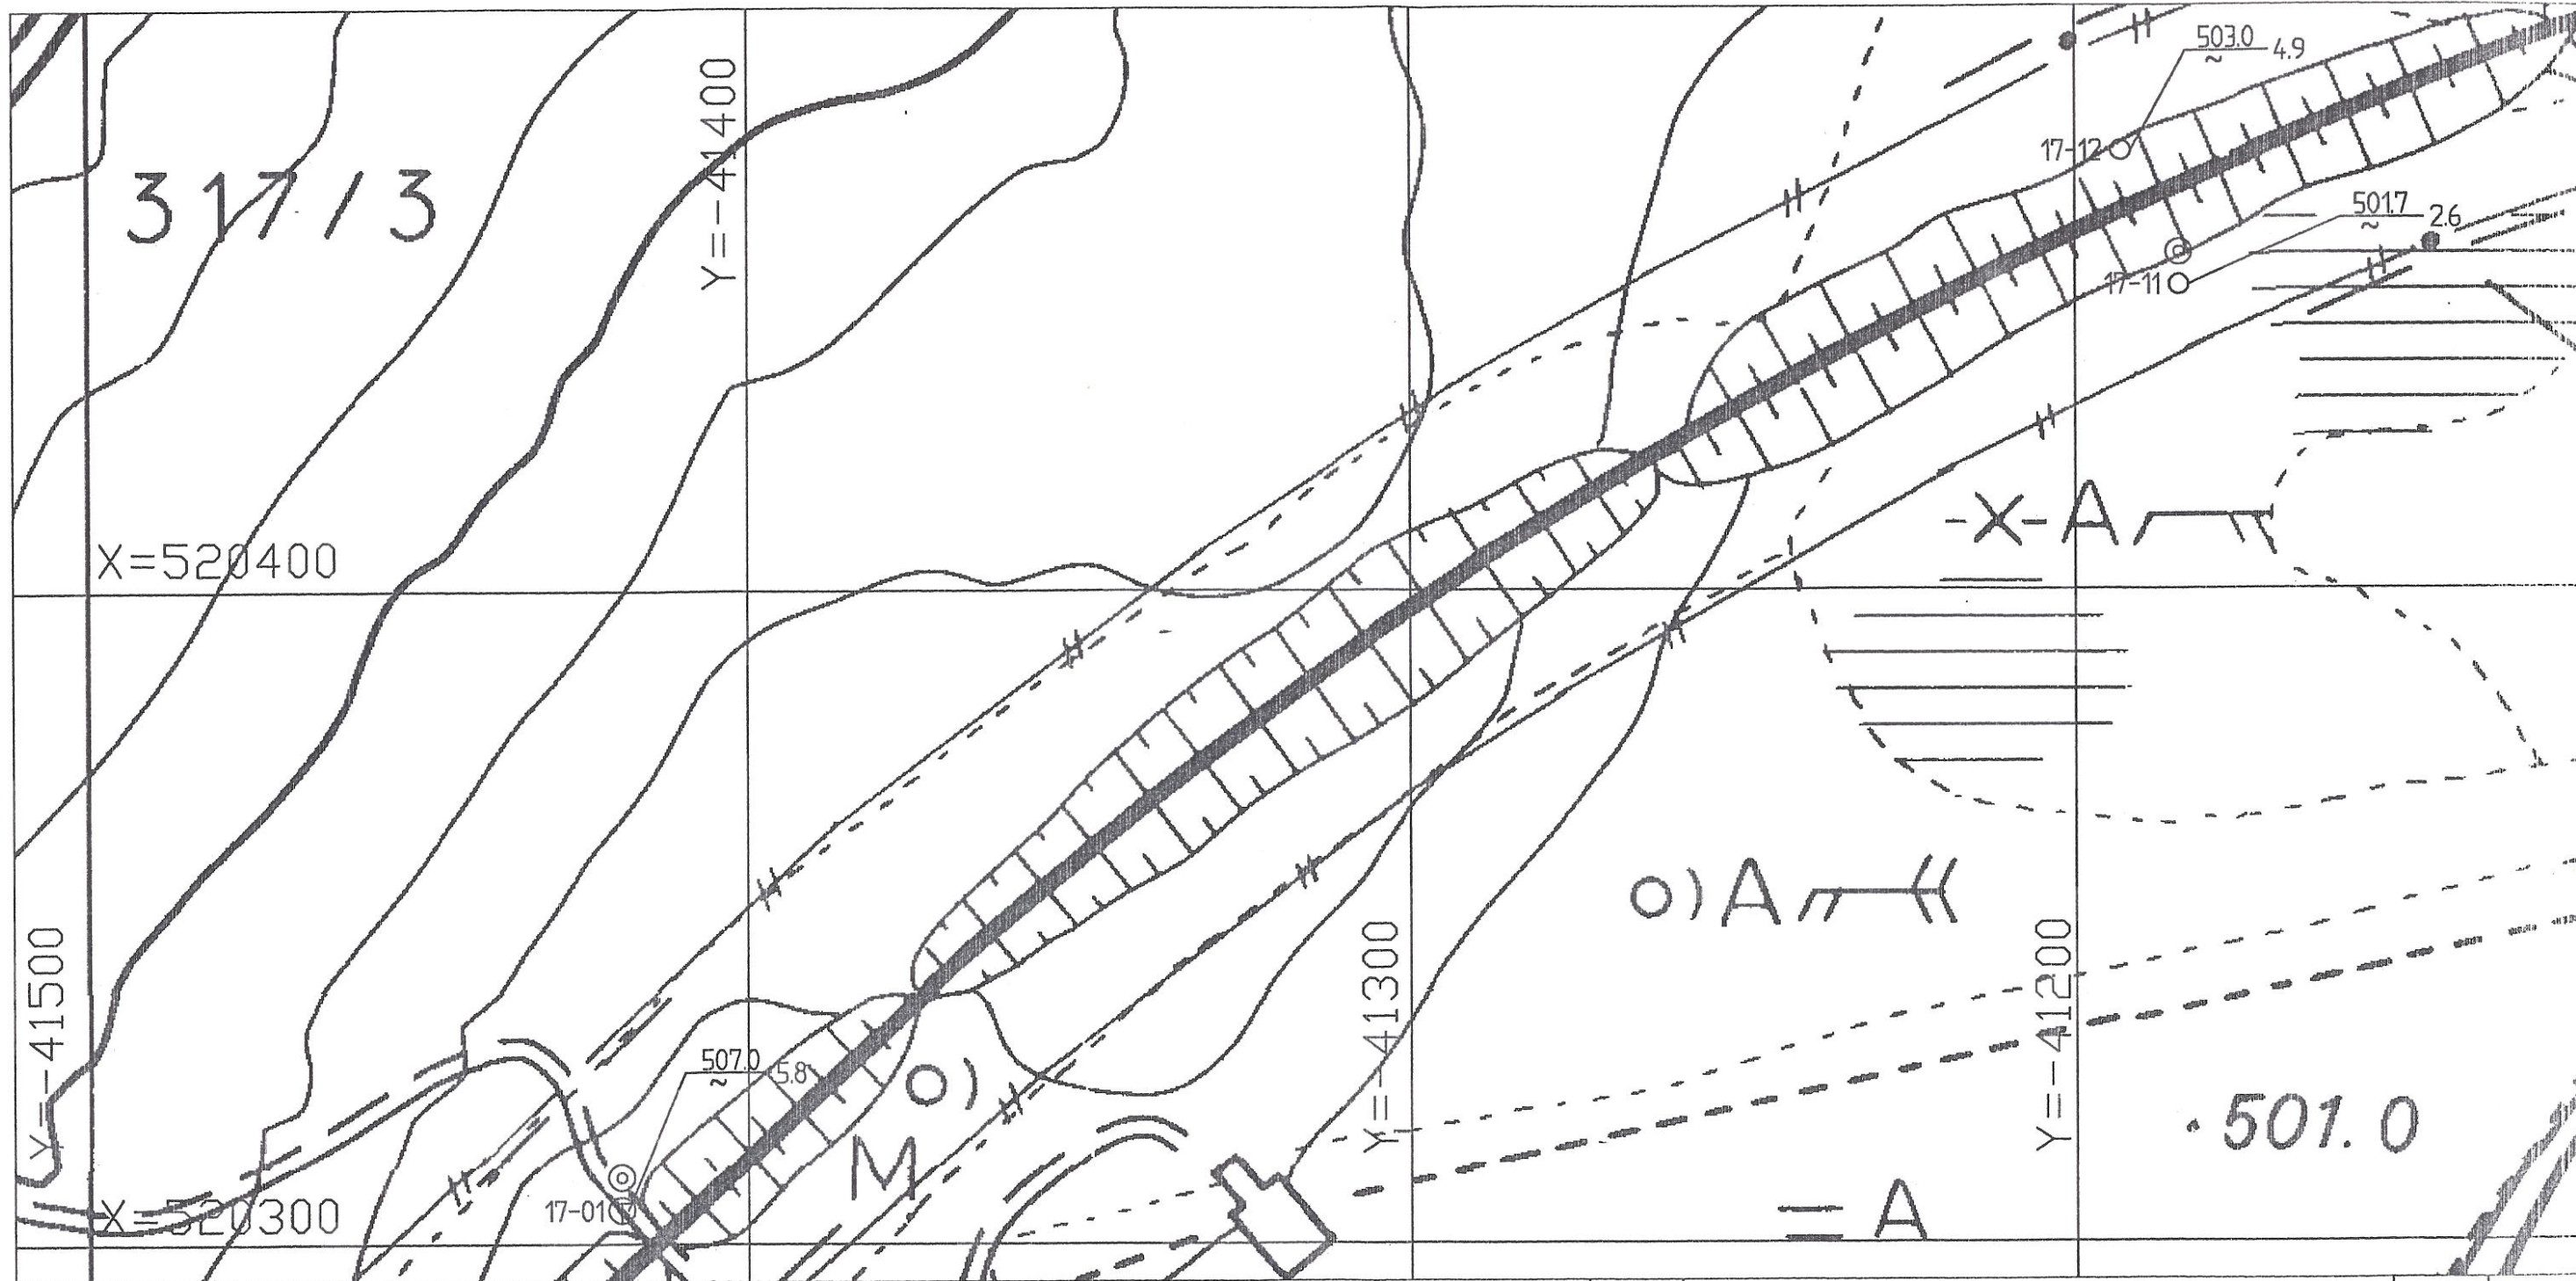 503.0 4.9
17-12
317/3
Y=-41400
501.7 2.6
17-11
X=520400
-X- A
O) A
Y=-41500
Y=-41300
Y=-41200
507.0 5.8
O)
M
501.0
17-01
X=520300
= A